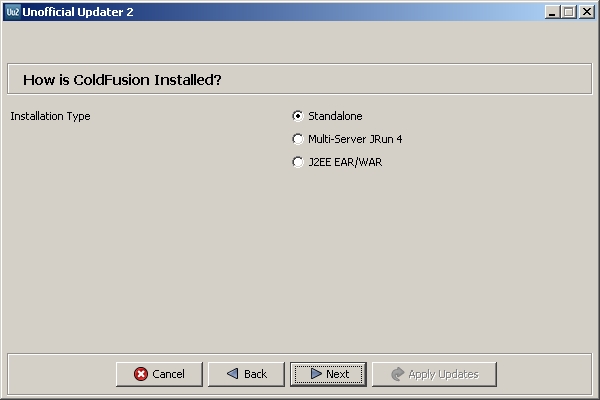 Uu2 Unofficial Updater 2
How is ColdFusion Installed?
Installation Type
Standalone
Multi-Server JRun 4
J2EE EAR/WAR
Cancel Back Next Apply Updates